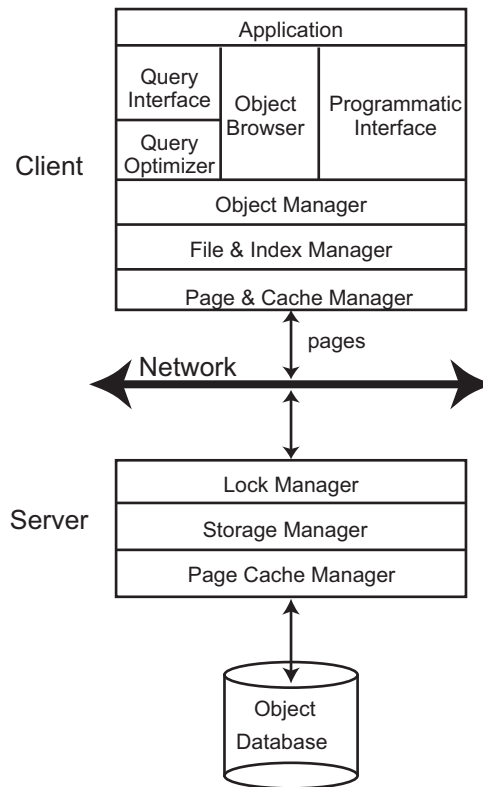 Application
Query
Interface
Query
Optimizer
Object
Browser
Programmatic
Interface
Client
Object Manager
File & Index Manager
Page & Cache Manager
pages
Network
Lock Manager
Server
Storage Manager
Page Cache Manager
Object
Database